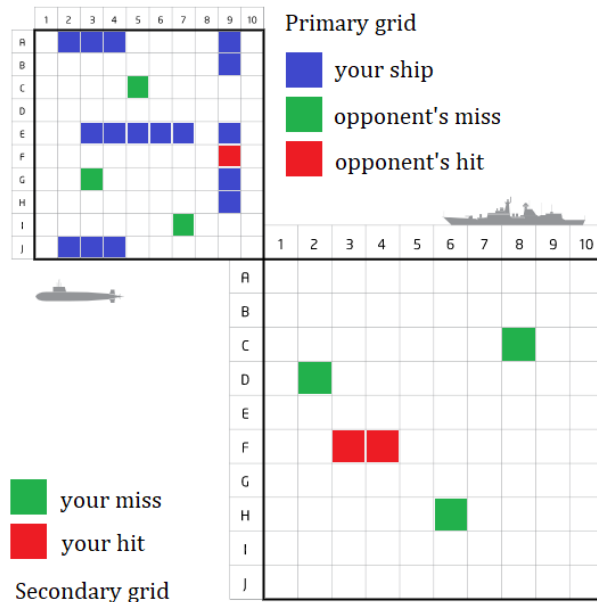 1 2 3 4 5 6 7 8 9 10
A
B
C
D
E
F
G
H
I
J
Primary grid
your ship
opponent's miss
opponent's hit
1 2 3 4 5 6 7 8 9 10
A
B
C
D
E
F
G
H
I
J
your miss
your hit
Secondary grid